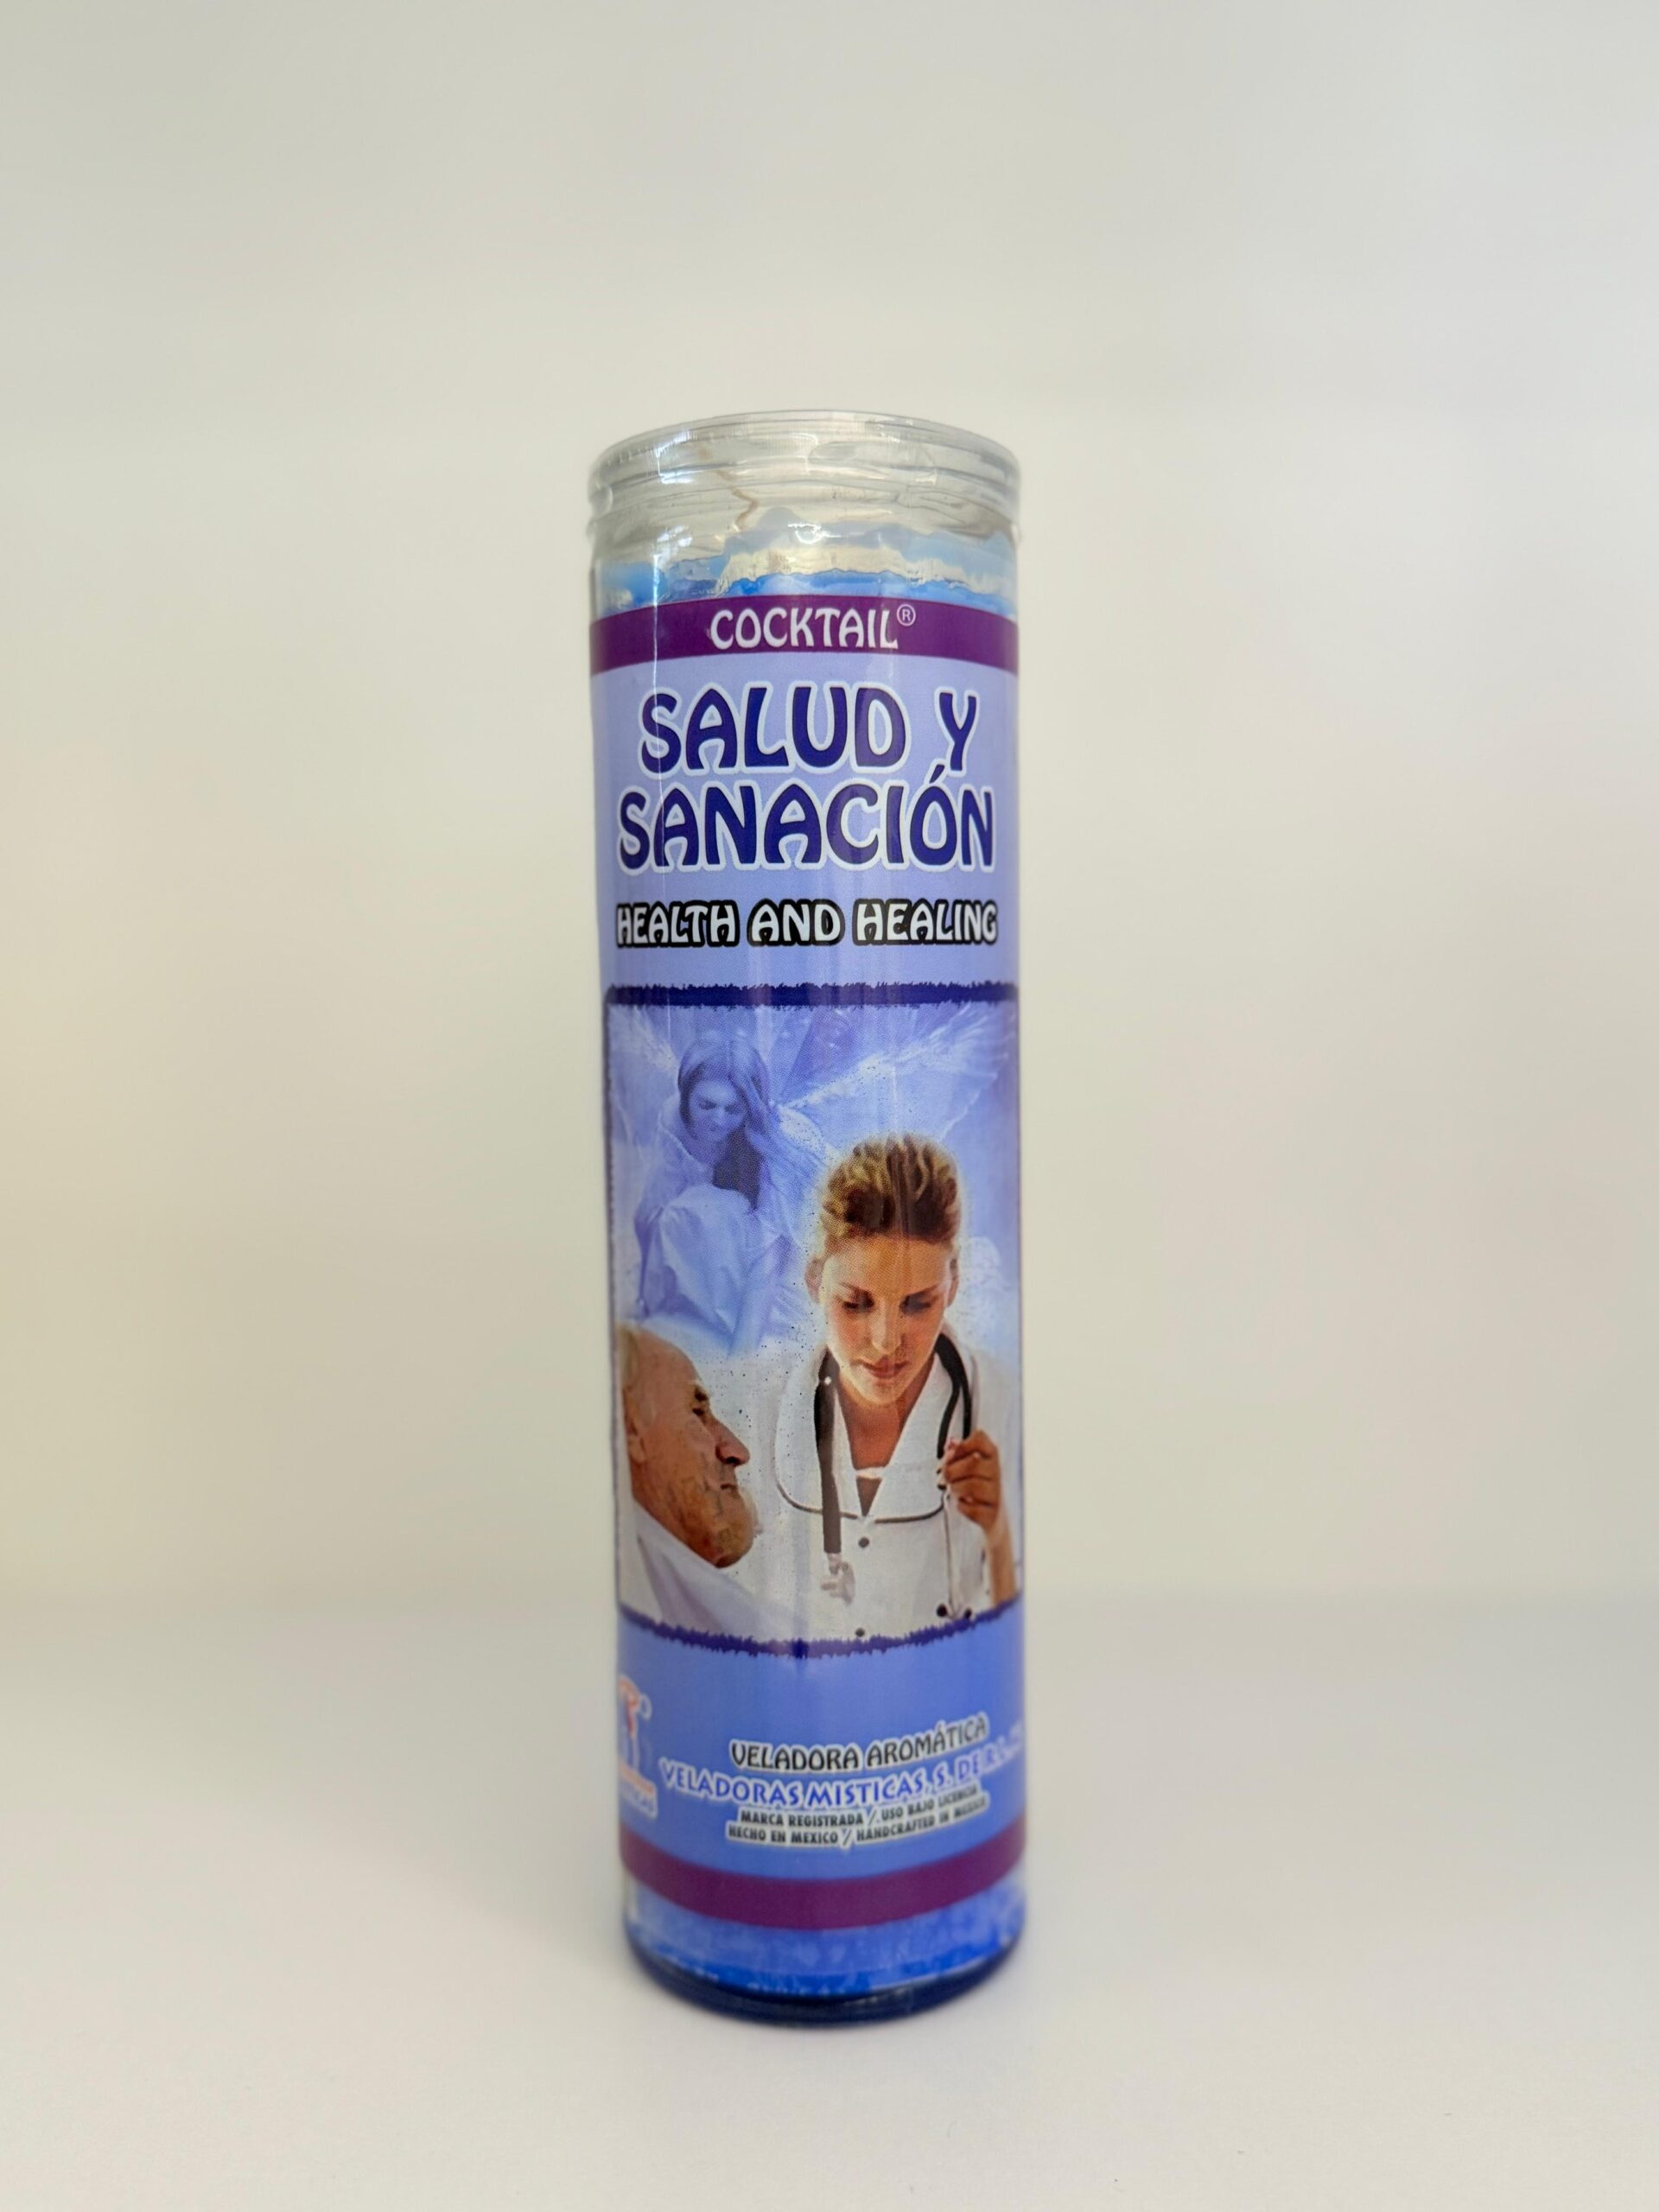 COCKTAIL®
SALUD Y
SANACIÓN
HEALTH AND HEALING
VELADORA AROMÁTICA
VELADORAS MISTICAS, S. DE R.L.
MARCA REGISTRADA / USO BAJO LICENCIA
HECHO EN MEXICO / HANDCRAFTED IN MEXICO